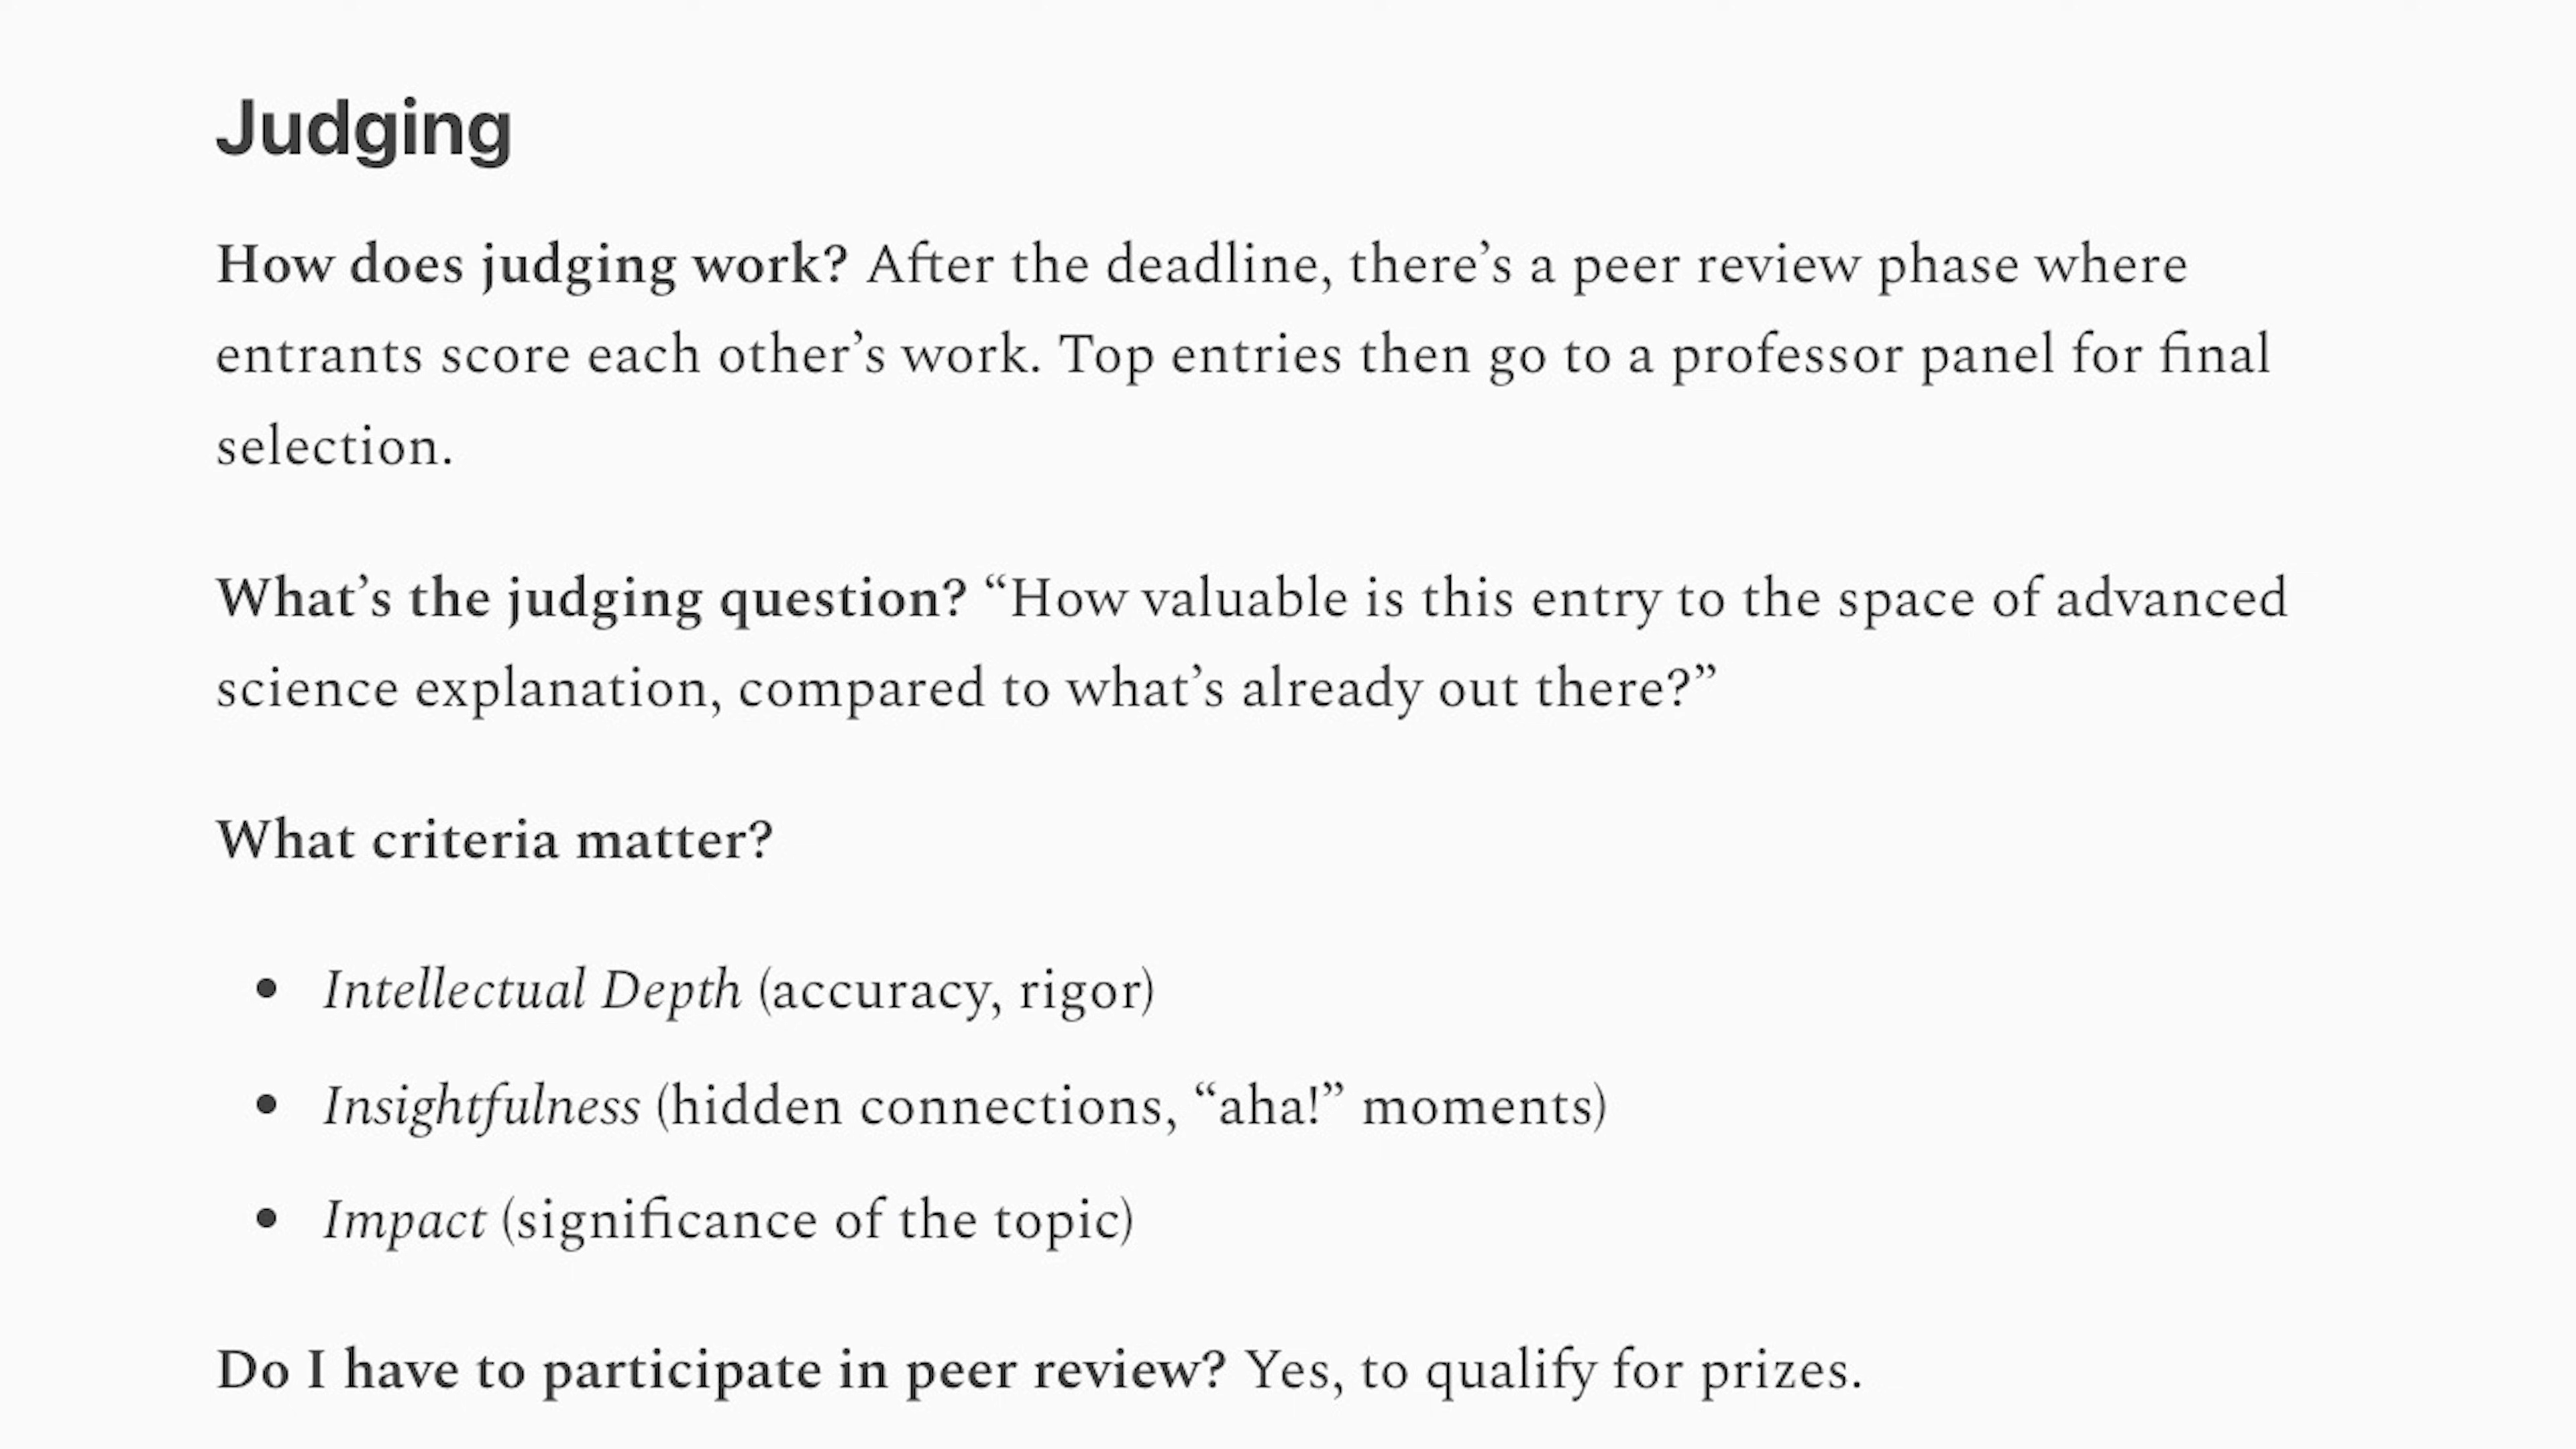 Judging
How does judging work? After the deadline, there’s a peer review phase where
entrants score each other’s work. Top entries then go to a professor panel for final
selection.
What’s the judging question? “How valuable is this entry to the space of advanced
science explanation, compared to what’s already out there?”
What criteria matter?
• Intellectual Depth (accuracy, rigor)
• Insightfulness (hidden connections, “aha!” moments)
• Impact (significance of the topic)
Do I have to participate in peer review? Yes, to qualify for prizes.